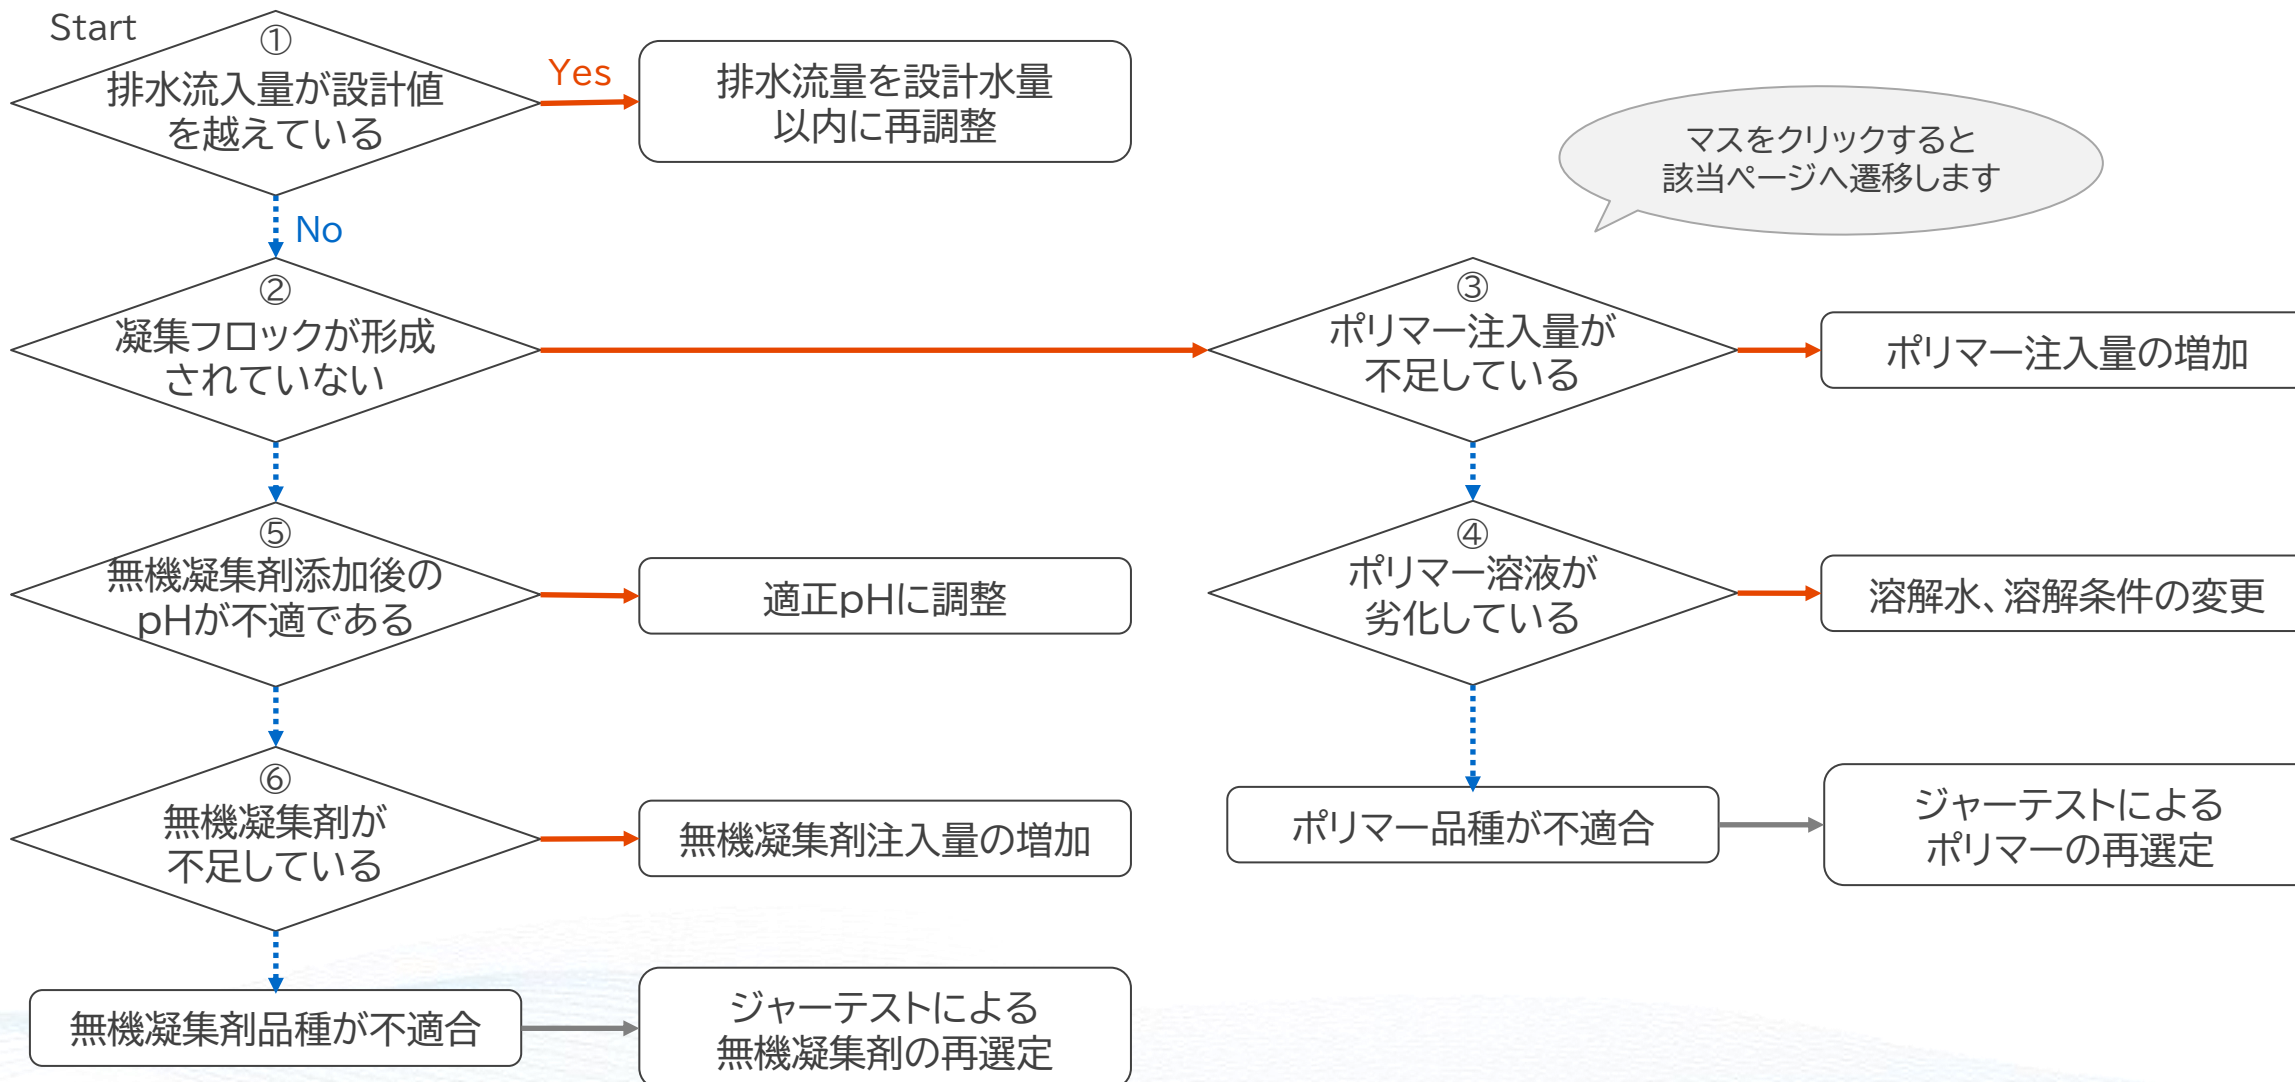 Start
①
排水流入量が設計値
を越えている
Yes
排水流量を設計水量
以内に再調整
マスをクリックすると
該当ページへ遷移します
No
②
凝集フロックが形成
されていない
③
ポリマー注入量が
不足している
ポリマー注入量の増加
⑤
無機凝集剤添加後の
pHが不適である
適正pHに調整
④
ポリマー溶液が
劣化している
溶解水、溶解条件の変更
⑥
無機凝集剤が
不足している
無機凝集剤注入量の増加
ポリマー品種が不適合
ジャーテストによる
ポリマーの再選定
無機凝集剤品種が不適合
ジャーテストによる
無機凝集剤の再選定